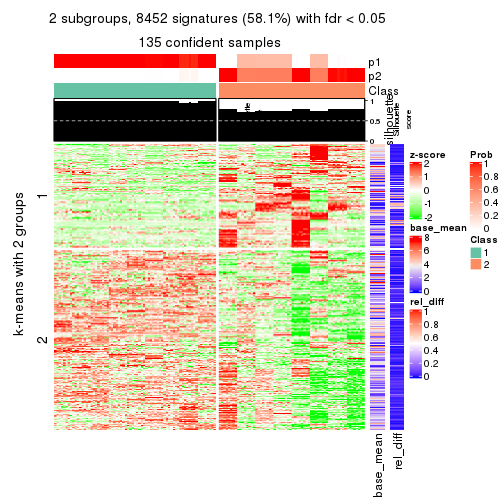 2 subgroups, 8452 signatures (58.1%) with fdr < 0.05
135 confident samples
p1
p2
Class
1
0.5
0
silhouette
Silhouette
score
k-means with 2 groups
1
2
base_mean
rel_diff
z-score
2
1
0
-1
-2
base_mean
8
6
4
2
0
rel_diff
1
0.8
0.6
0.4
0.2
0
Prob
1
0.8
0.6
0.4
0.2
0
Class
1
2